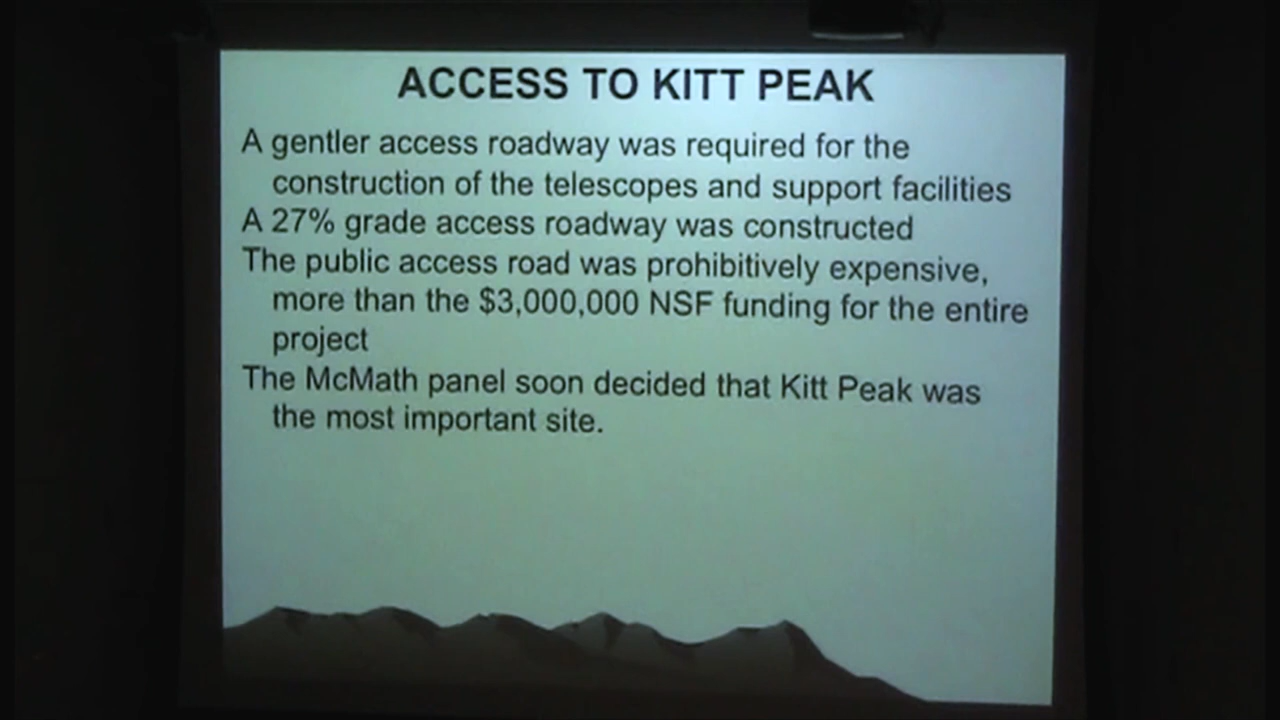 ACCESS TO KITT PEAK
A gentler access roadway was required for the
construction of the telescopes and support facilities
A 27% grade access roadway was constructed
The public access road was prohibitively expensive,
more than the $3,000,000 NSF funding for the entire
project
The McMath panel soon decided that Kitt Peak was
the most important site.